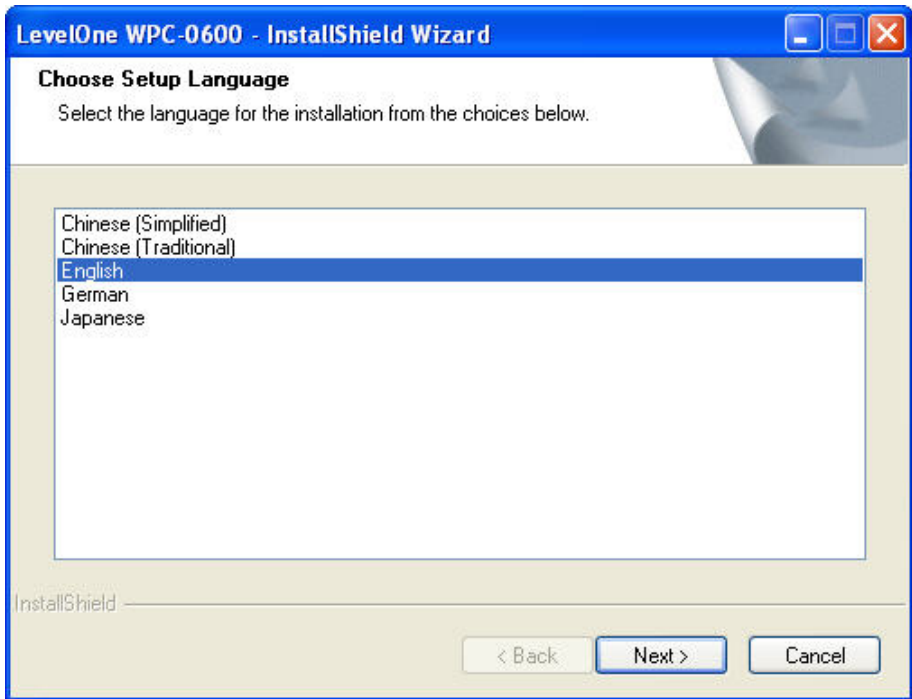 LevelOne WPC-0600 - InstallShield Wizard
Choose Setup Language
Select the language for the installation from the choices below.
Chinese (Simplified)
Chinese (Traditional)
English
German
Japanese
InstallShield
< Back Next > Cancel